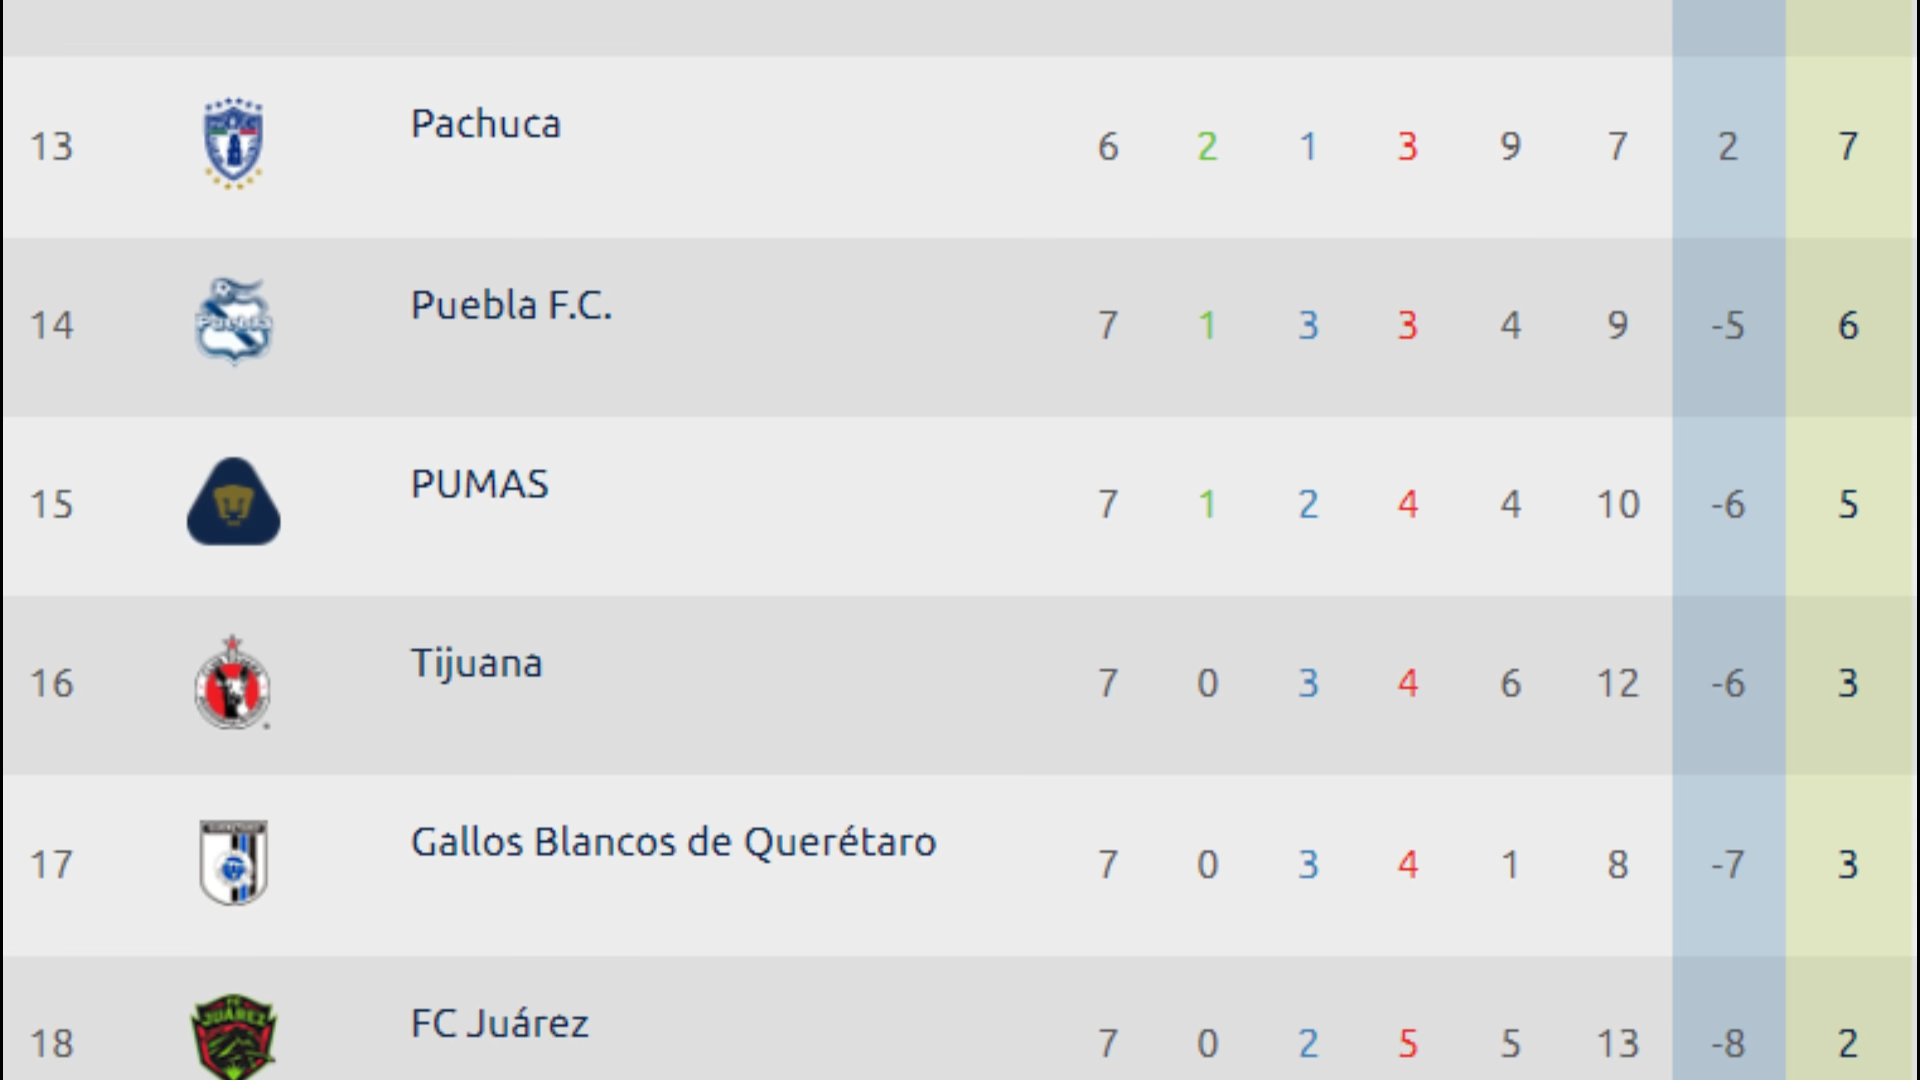 13 Pachuca 6 2 1 3 9 7 2 7
14 Puebla F.C. 7 1 3 3 4 9 -5 6
15 PUMAS 7 1 2 4 4 10 -6 5
16 Tijuana 7 0 3 4 6 12 -6 3
17 Gallos Blancos de Querétaro 7 0 3 4 1 8 -7 3
JUÁREZ
18 FC Juárez 7 0 2 5 5 13 -8 2